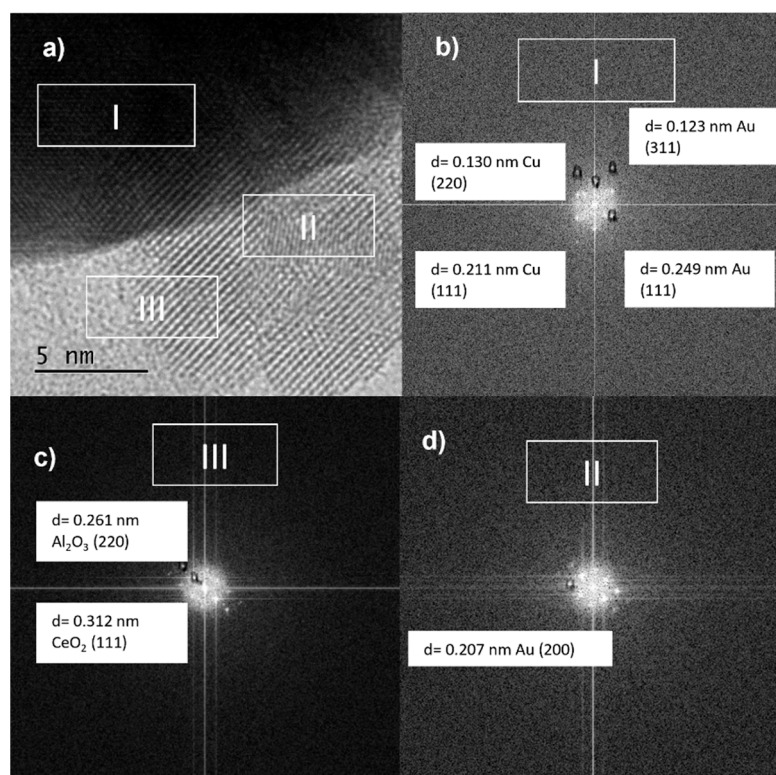 a)
I
II
III
5 nm
b)
I
d= 0.123 nm Au
(311)
d= 0.130 nm Cu
(220)
d= 0.211 nm Cu
(111)
d= 0.249 nm Au
(111)
c)
III
d= 0.261 nm
Al₂O₃ (220)
d= 0.312 nm
CeO₂ (111)
d)
II
d= 0.207 nm Au (200)